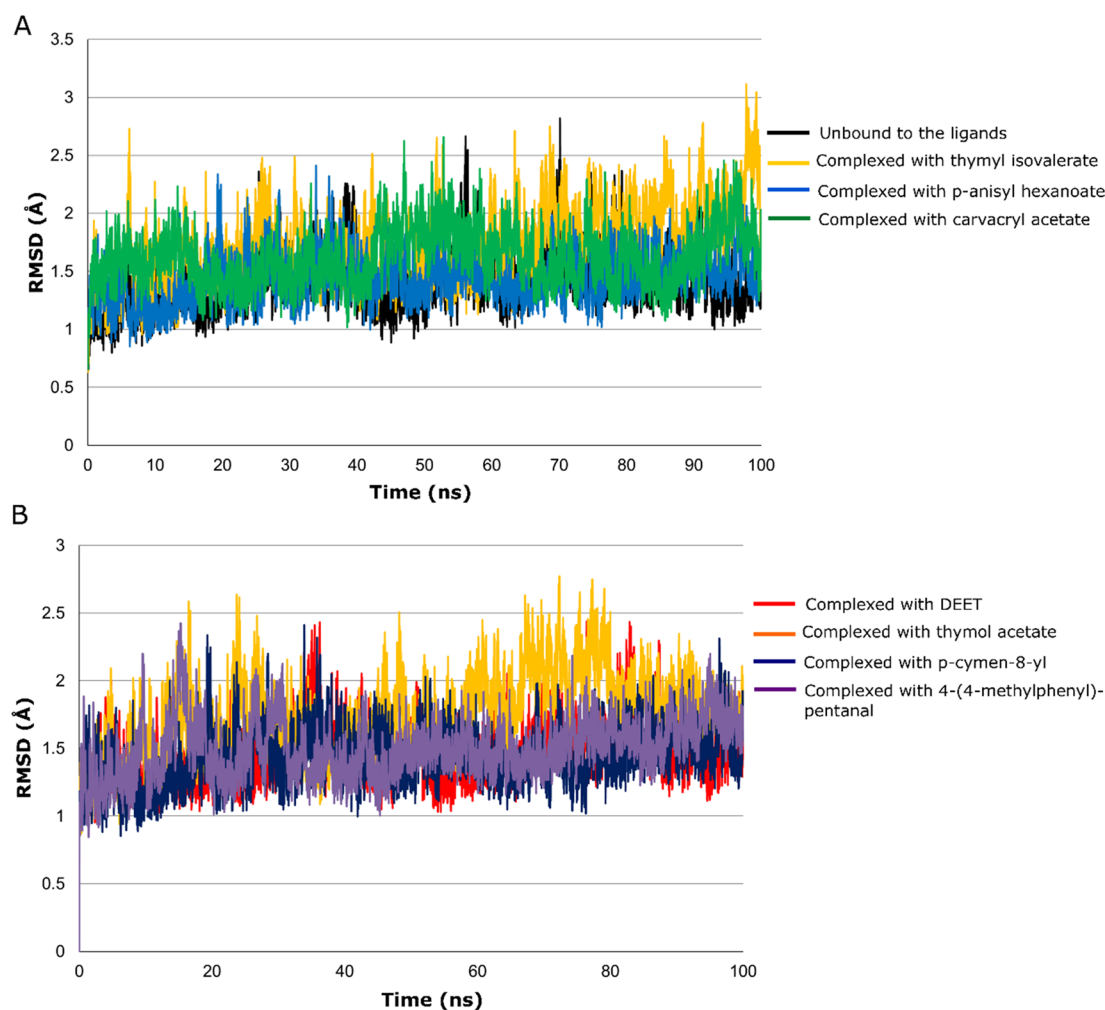 A
3.5
3
2.5
2
1.5
1
0.5
0
RMSD (Å)
0 10 20 30 40 50 60 70 80 90 100
Time (ns)
Unbound to the ligands
Complexed with thymyl isovalerate
Complexed with p-anisyl hexanoate
Complexed with carvacryl acetate
B
3
2.5
2
1.5
1
0.5
0
RMSD (Å)
0 20 40 60 80 100
Time (ns)
Complexed with DEET
Complexed with thymol acetate
Complexed with p-cymen-8-yl
Complexed with 4-(4-methylphenyl)-
pentanal